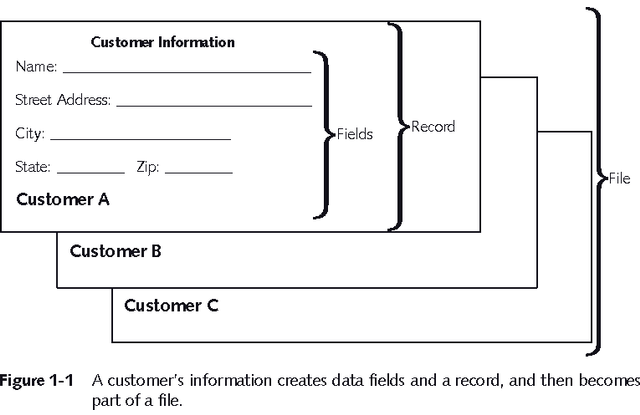 Customer Information
Name:
Street Address:
City:
State: Zip:
Customer A
Fields
Record
Customer B
Customer C
File
Figure 1-1 A customer's information creates data fields and a record, and then becomes
part of a file.